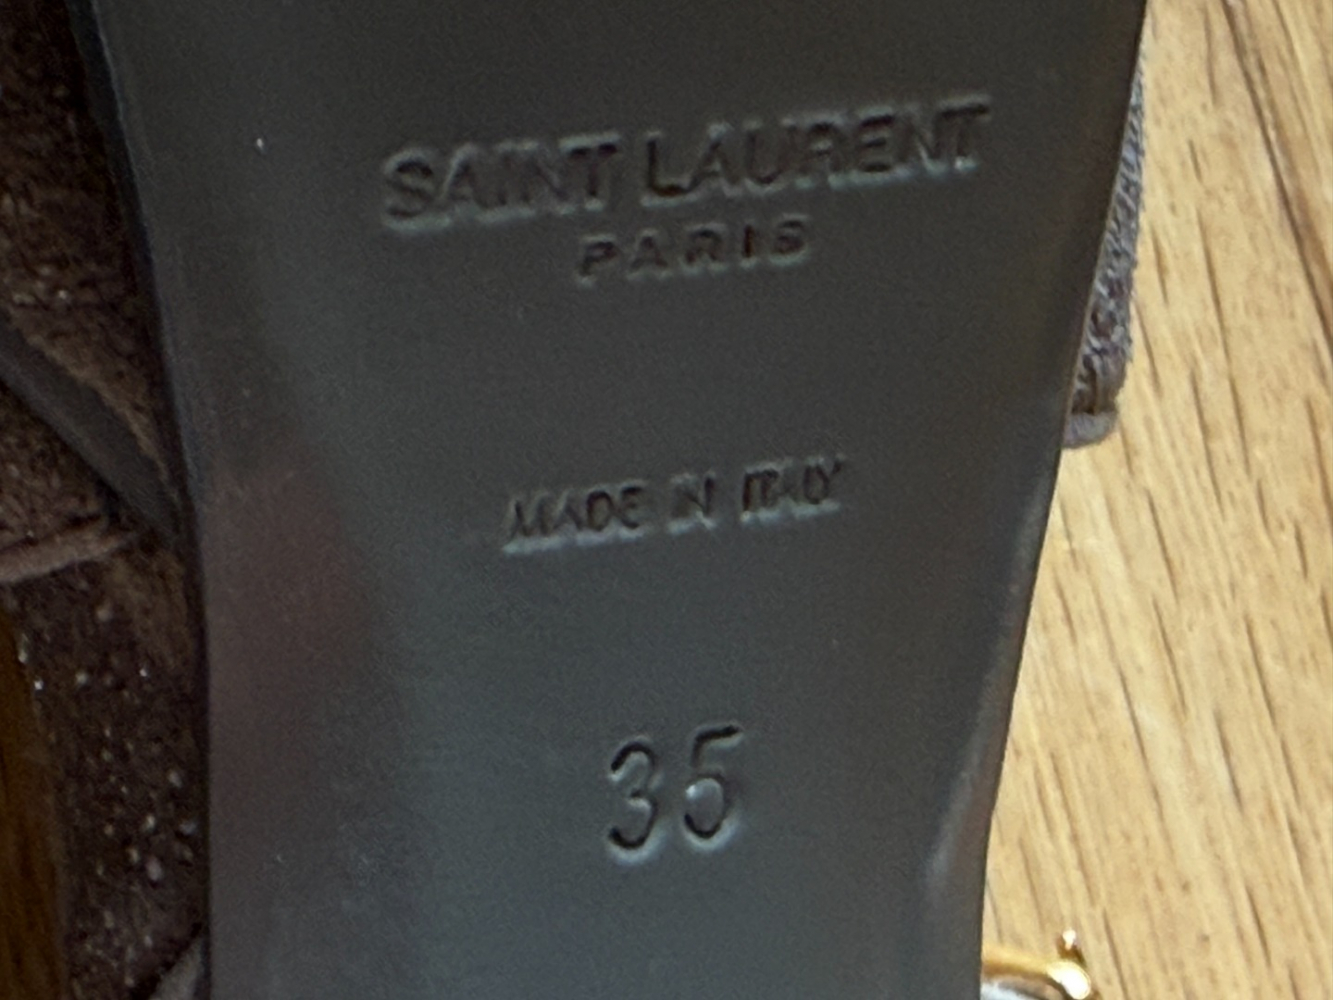 SAINT LAURENT
PARIS
MADE IN ITALY
35